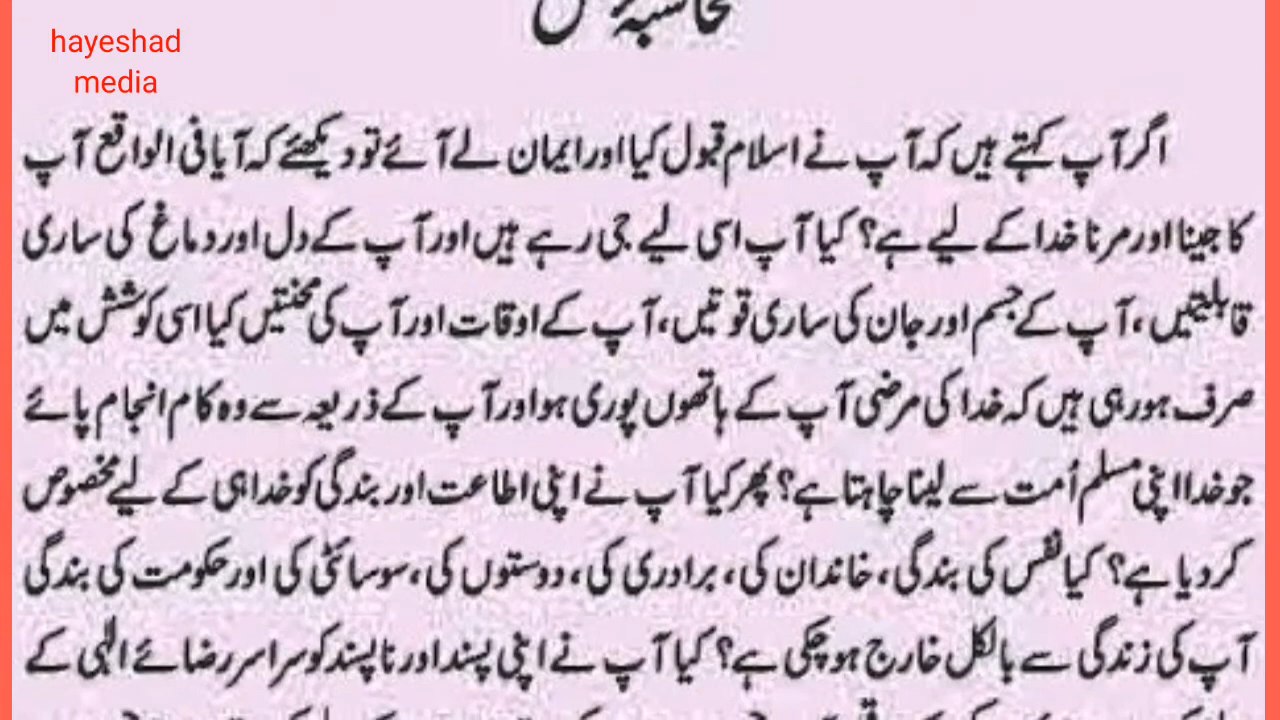 محاسبۂ نفس
hayeshad
media
اگر آپ کہتے ہیں کہ آپ نے اسلام قبول کیا اور ایمان لے آئے تو دیکھئے کہ آیا فی الواقع آپ
کا جینا اور مرنا خدا کے لیے ہے؟ کیا آپ اسی لیے جی رہے ہیں اور آپ کے دل اور دماغ کی ساری
قابلیتیں، آپ کے جسم اور جان کی ساری قوتیں، آپ کے اوقات اور آپ کی محنتیں کیا اسی کوشش میں
صرف ہو رہی ہیں کہ خدا کی مرضی آپ کے ہاتھوں پوری ہو اور آپ کے ذریعہ سے وہ کام انجام پائے
جو خدا اپنی مسلم اُمت سے لینا چاہتا ہے؟ پھر کیا آپ نے اپنی اطاعت اور بندگی کو خدا ہی کے لیے مخصوص
کر دیا ہے؟ کیا نفس کی بندگی، خاندان کی، برادری کی، دوستوں کی، سوسائٹی کی اور حکومت کی بندگی
آپ کی زندگی سے بالکل خارج ہو چکی ہے؟ کیا آپ نے اپنی پسند اور ناپسند کو سراسر رضائے الٰہی کے